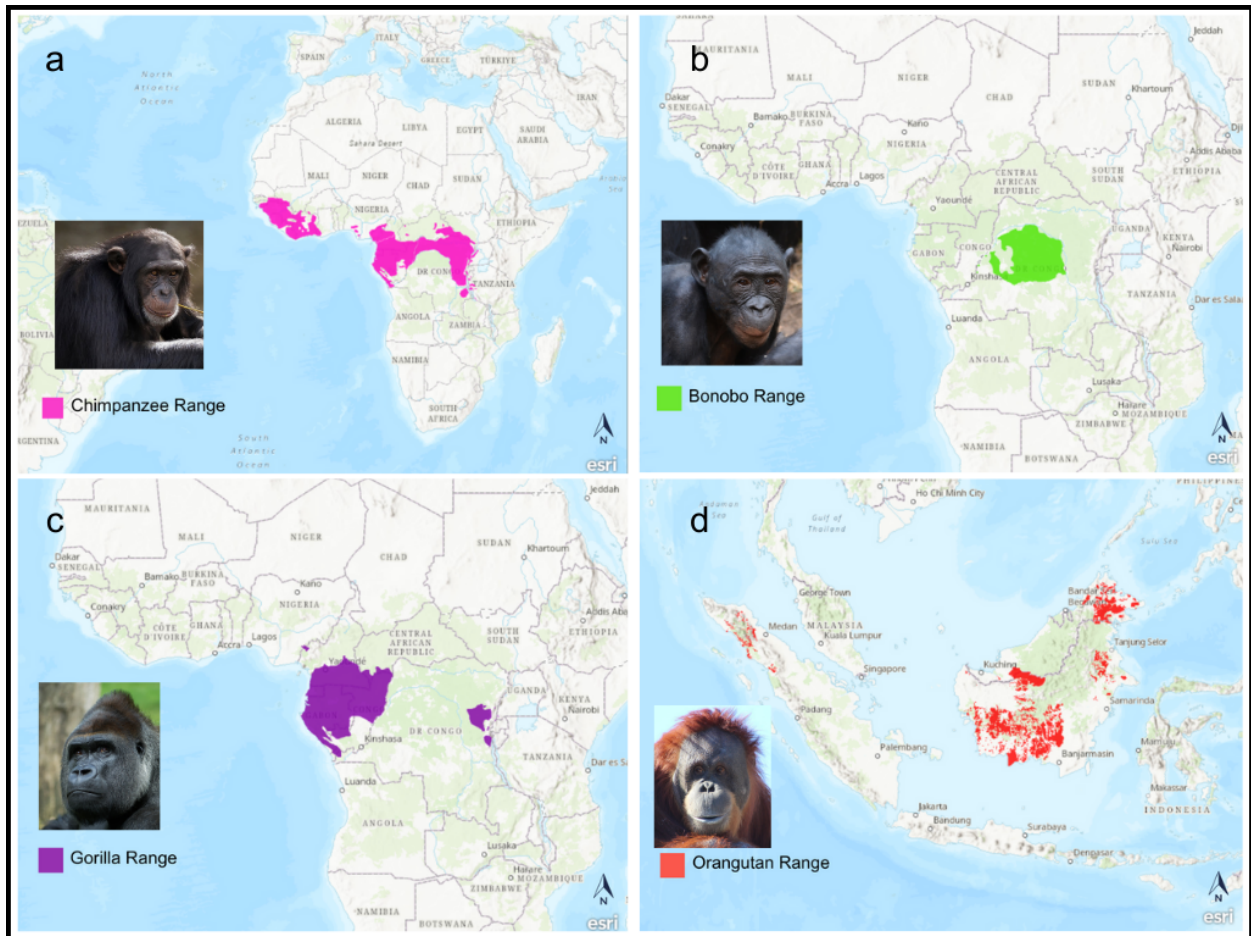 a
North
Atlantic
Ocean
SPAIN
ITALY
GREECE
TÜRKIYE
IRAN
ALGERIA
LIBYA
EGYPT
SAUDI
ARABIA
Sahara Desert
MALI
NIGER
CHAD
SUDAN
NIGERIA
ETHIOPIA
DR CONGO
TANZANIA
ANGOLA
ZAMBIA
NAMIBIA
SOUTH
AFRICA
BOLIVIA
South
Atlantic
Ocean
Chimpanzee Range
N
esri
b
MAURITANIA
Jeddah
MALI
NIGER
CHAD
SUDAN
Khartoum
Dakar
SENEGAL
Bamako
BURKINA
FASO
Kano
NIGERIA
Conakry
CÔTE
D'IVOIRE
GHANA
Accra
Lagos
Addis Ababa
ETHIOPIA
CENTRAL
AFRICAN
REPUBLIC
SOUTH
SUDAN
Yaoundé
GABON
CONGO
UGANDA
KENYA
Nairobi
TANZANIA
Luanda
ANGOLA
Lusaka
Harare
MOZAMBIQUE
ZIMBABWE
NAMIBIA
BOTSWANA
Bonobo Range
N
esri
c
MAURITANIA
Jeddah
MALI
NIGER
CHAD
SUDAN
Khartoum
Dakar
SENEGAL
Bamako
BURKINA
FASO
Kano
NIGERIA
Conakry
CÔTE
D'IVOIRE
GHANA
Accra
Lagos
ETHIOPIA
CENTRAL
AFRICAN
REPUBLIC
SOUTH
SUDAN
Yaoundé
UGANDA
KENYA
Nairobi
DR CONGO
Kinshasa
TANZANIA
Luanda
ANGOLA
Lusaka
Harare
MOZAMBIQUE
ZIMBABWE
NAMIBIA
BOTSWANA
Gorilla Range
N
esri
d
Andaman
Sea
Gulf of
Thailand
Ho Chi Minh City
Sulu Sea
George Town
MALAYSIA
Kuala Lumpur
Medan
Singapore
Kuching
Tanjung Selor
Samarinda
Padang
Palembang
Banjarmasin
Mamuju
Makassar
INDONESIA
Jakarta
Bandung
Surabaya
Denpasar
Orangutan Range
N
esri